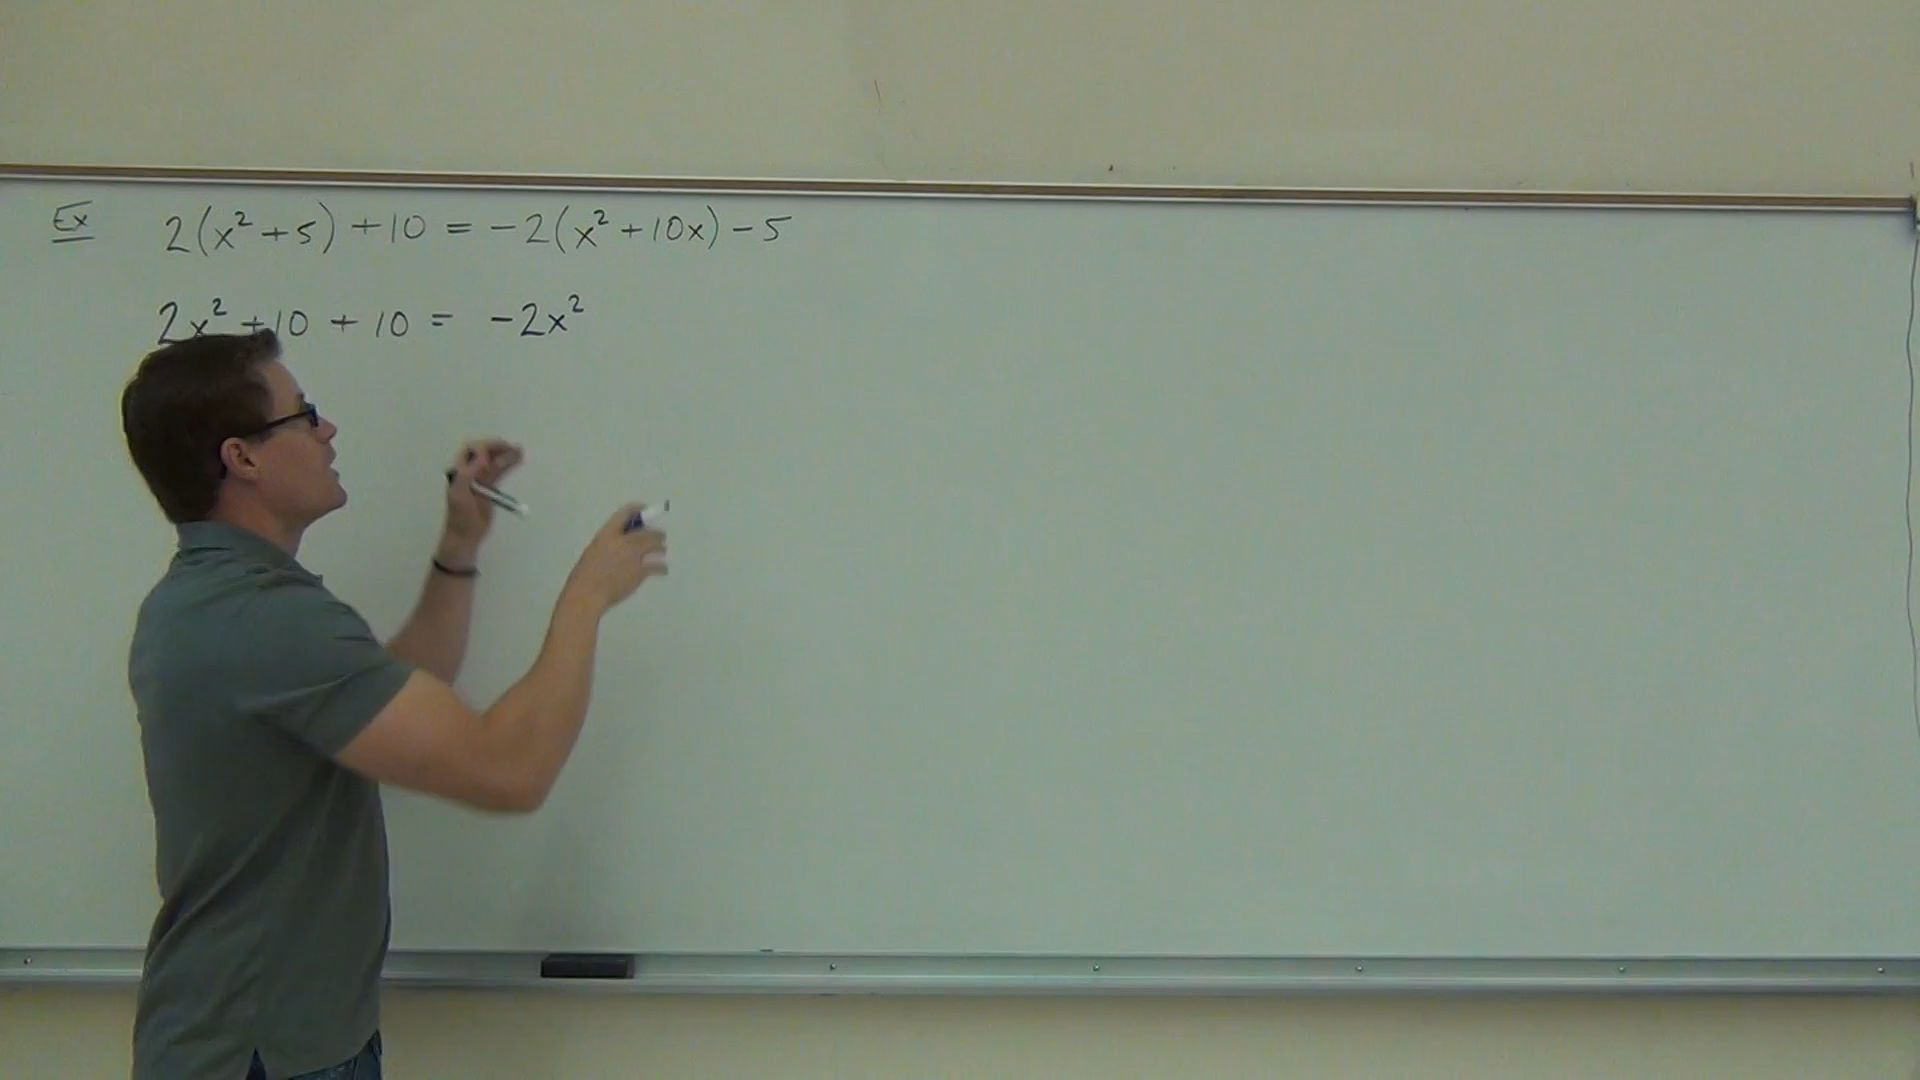 Ex 2(x² + 5) + 10 = -2(x² + 10x) - 5
2x² + 10 + 10 = -2x²